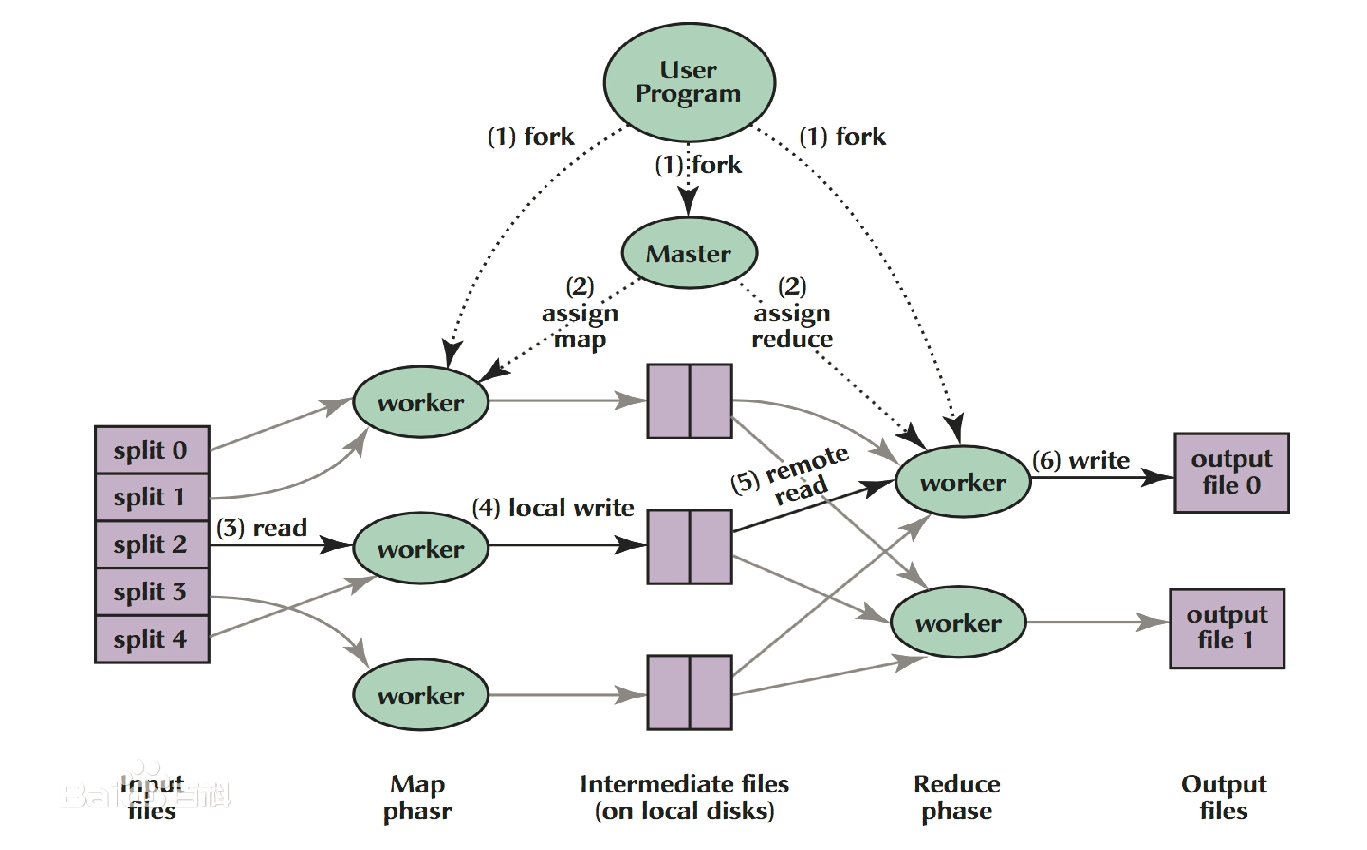 User
Program
(1) fork
(1) fork
(1) fork
Master
(2)
assign
map
(2)
assign
reduce
worker
split 0
split 1
split 2
split 3
split 4
(3) read
worker
(4) local write
(5) remote
read
worker
(6) write
output
file 0
worker
output
file 1
worker
Input
files
Map
phasr
Intermediate files
(on local disks)
Reduce
phase
Output
files
Baidu百科